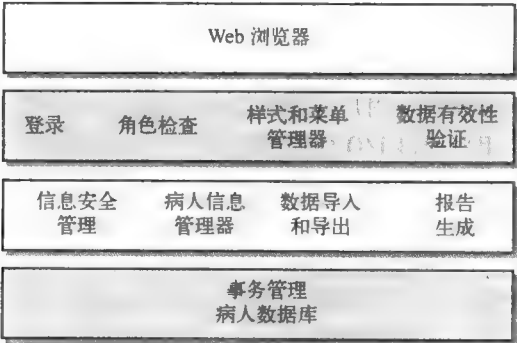 Web 浏览器
登录 角色检查 样式和菜单管理器 数据有效性验证
信息安全管理 病人信息管理器 数据导入和导出 报告生成
事务管理
病人数据库